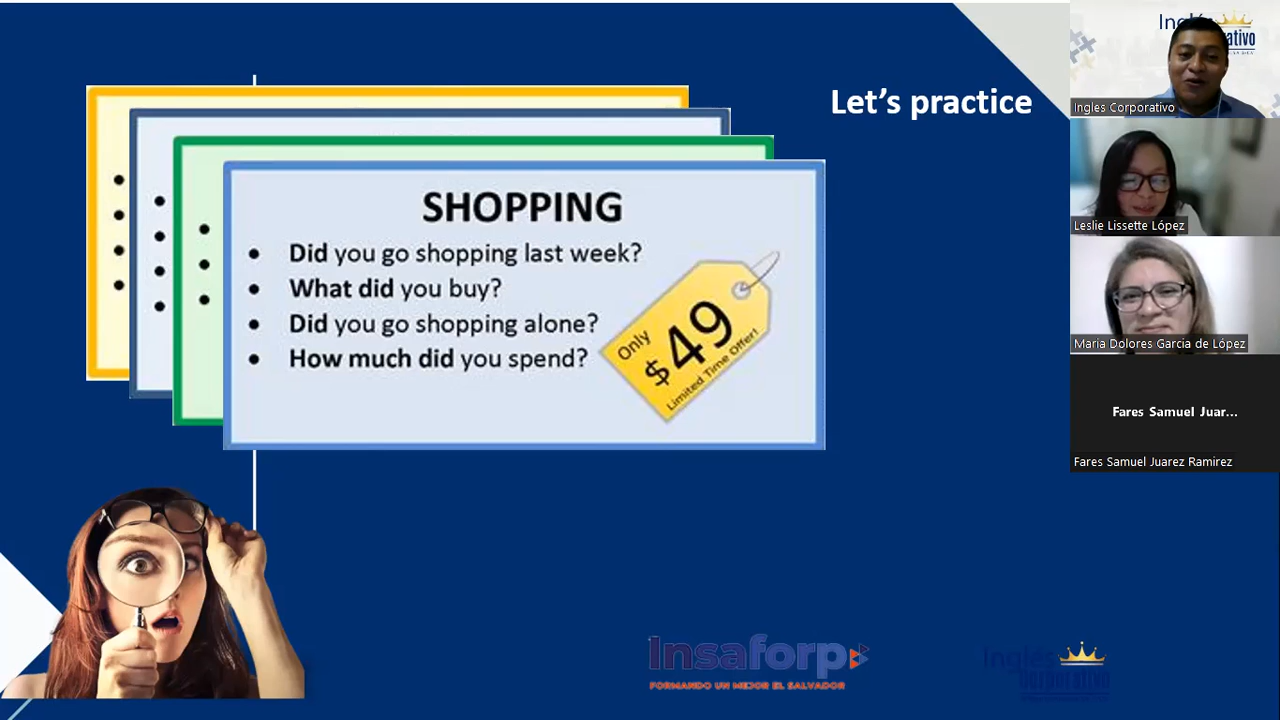 Let's practice
SHOPPING
• Did you go shopping last week?
• What did you buy?
• Did you go shopping alone?
• How much did you spend?
Only
$49
Limited Time Offer!
Insaforp
FORMANDO UN MEJOR EL SALVADOR
Inglés
Corporativo
Ingles Corporativo
Leslie Lissette López
Maria Dolores Garcia de López
Fares Samuel Juar...
Fares Samuel Juarez Ramirez